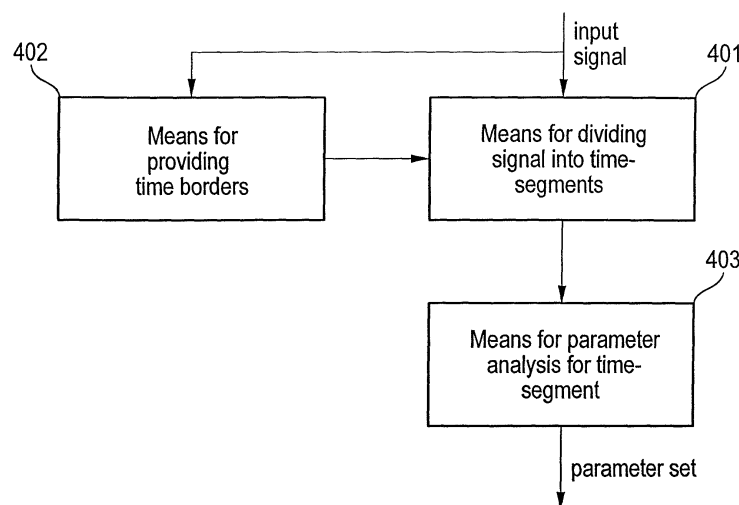 input
signal
402
401
Means for
providing
time borders
Means for dividing
signal into time-
segments
403
Means for parameter
analysis for time-
segment
parameter set